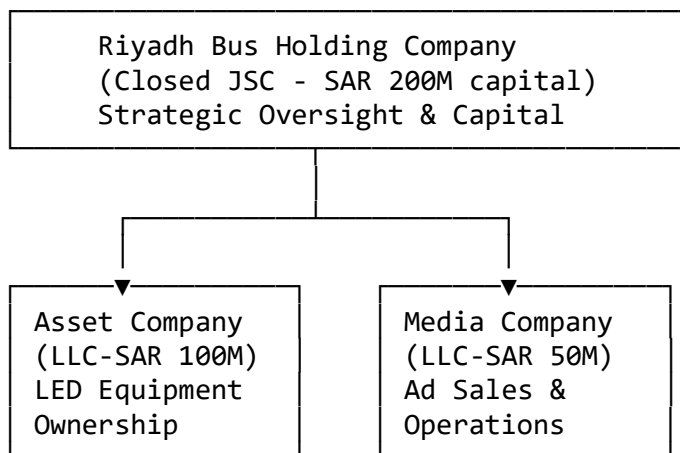 Riyadh Bus Holding Company
(Closed JSC - SAR 200M capital)
Strategic Oversight & Capital
Asset Company
(LLC-SAR 100M)
LED Equipment
Ownership
Media Company
(LLC-SAR 50M)
Ad Sales &
Operations